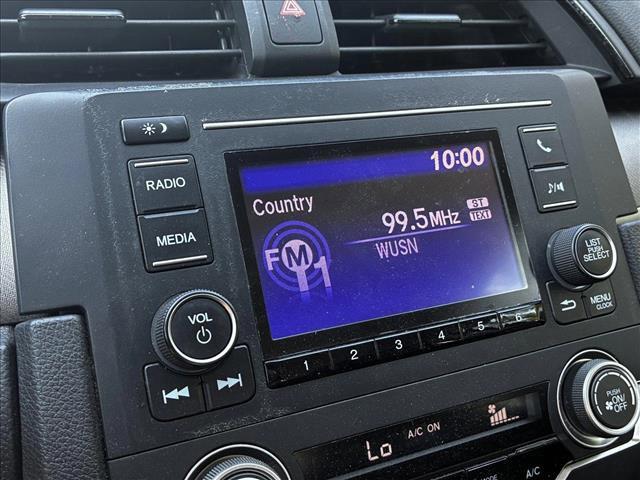 10:00
Country
99.5MHz
ST
TEXT
WUSN
FM1
RADIO
MEDIA
VOL
1 2 3 4 5 6
LIST
PUSH
SELECT
MENU
CLOCK
Lo
A/C ON
PUSH
ON/
OFF
MODE
A/C